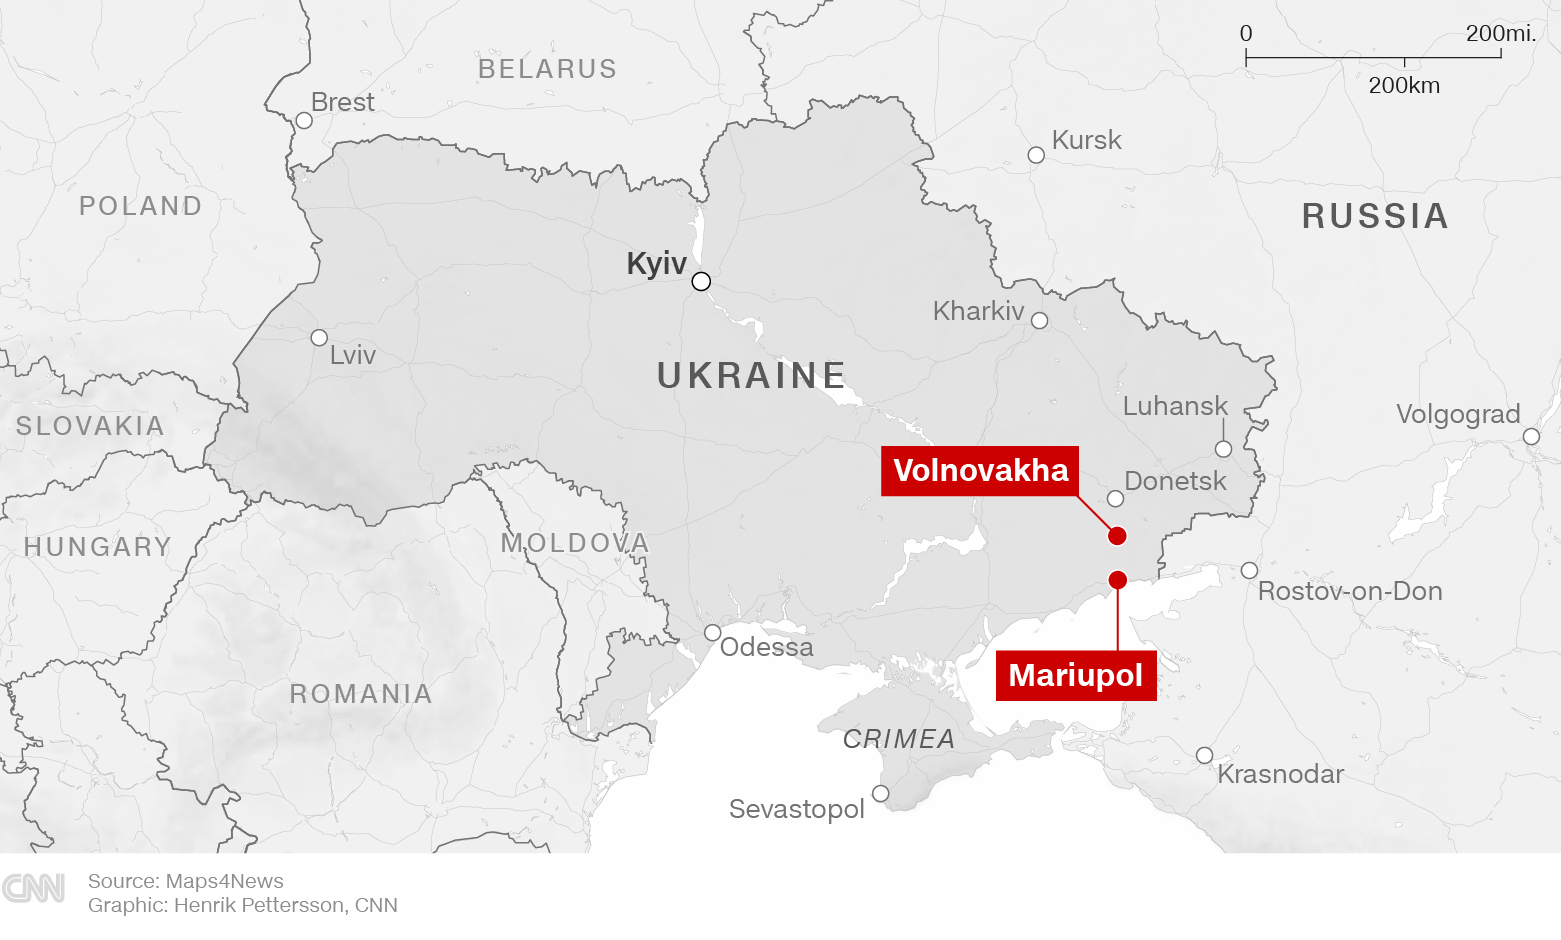 0
200mi.
200km
BELARUS
Brest
Kursk
POLAND
RUSSIA
Kyiv
Kharkiv
Lviv
UKRAINE
Luhansk
Volgograd
SLOVAKIA
Volnovakha
Donetsk
HUNGARY
MOLDOVA
Rostov-on-Don
Odessa
Mariupol
ROMANIA
CRIMEA
Krasnodar
Sevastopol
CNN
Source: Maps4News
Graphic: Henrik Pettersson, CNN